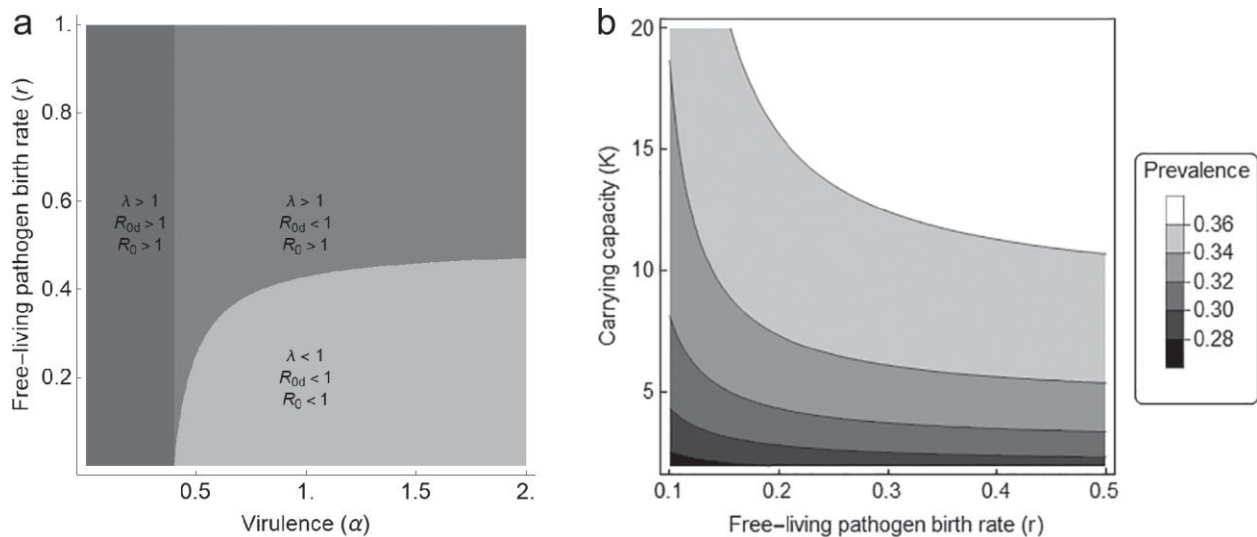 a
1.
0.8
0.6
0.4
0.2
Free-living pathogen birth rate (r)
λ > 1
R0d > 1
R0 > 1
λ > 1
R0d < 1
R0 > 1
λ < 1
R0d < 1
R0 < 1
0.5
1.
1.5
2.
Virulence (α)
b
20
15
10
5
Carrying capacity (K)
0.1
0.2
0.3
0.4
0.5
Free-living pathogen birth rate (r)
Prevalence
0.36
0.34
0.32
0.30
0.28